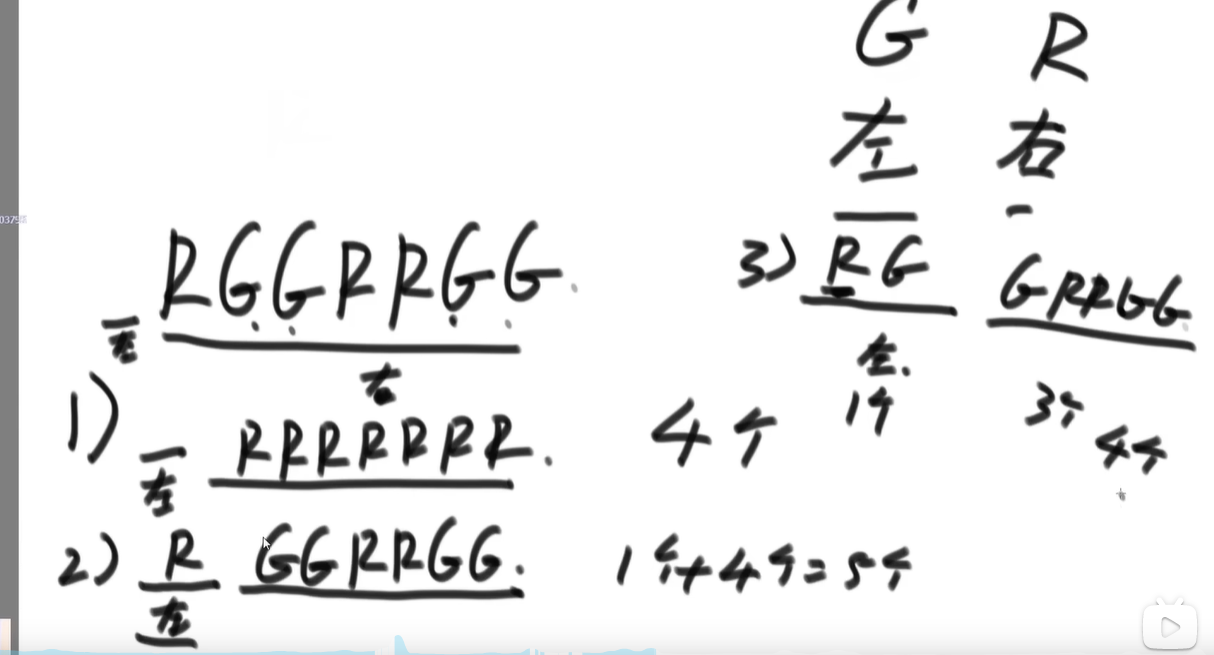 G R
左 右
RGGRRGG
左
右
3) RG GRRGG
左
1个 3个
4个
1)
RRRRRRR 4个
左
2) R GGRRGG 1个+4个=5个
左